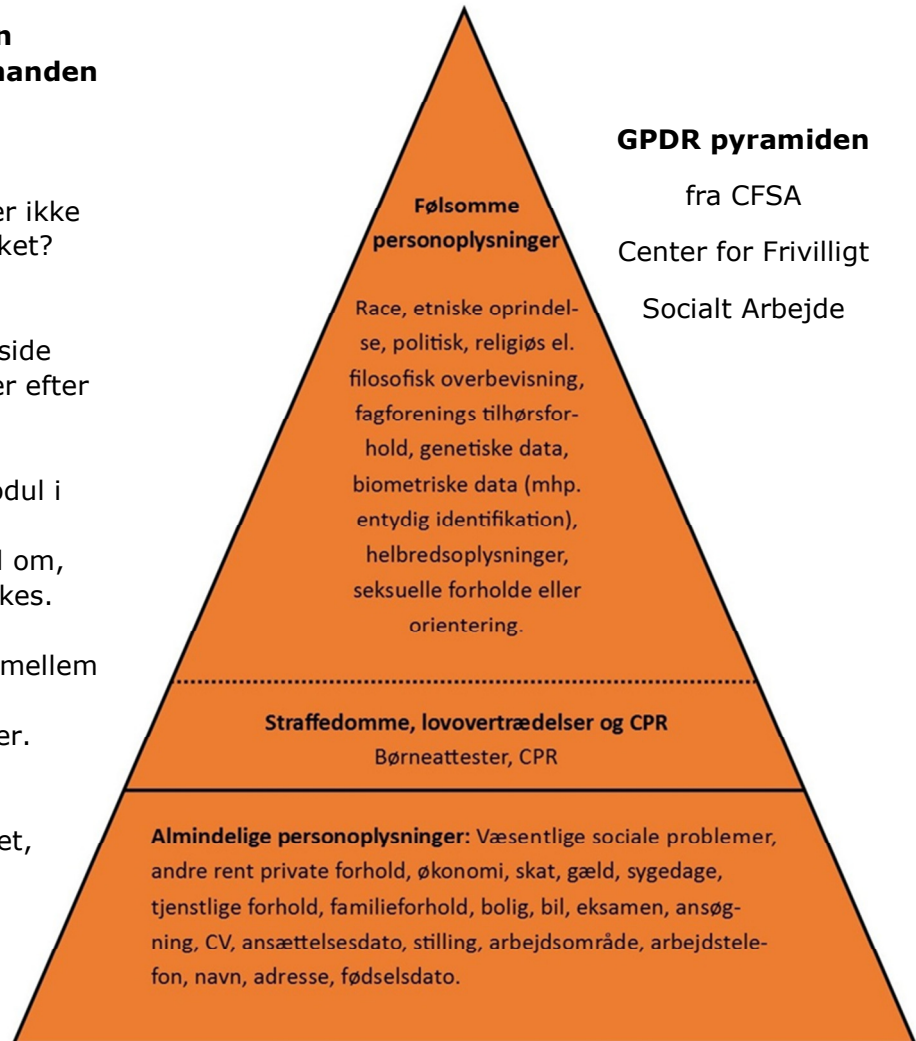 n
handen
er ikke
ket?
side
er efter
odul i
d om,
kes.
mellem
er.
et,
GPDR pyramiden
fra CFSA
Center for Frivilligt
Socialt Arbejde
Følsomme
personoplysninger
Race, etniske oprindel-
se, politisk, religiøs el.
filosofisk overbevisning,
fagforenings tilhørsfor-
hold, genetiske data,
biometriske data (mhp.
entydig identifikation),
helbredsoplysninger,
seksuelle forholde eller
orientering.
Straffedomme, lovovertrædelser og CPR
Børneattester, CPR
Almindelige personoplysninger: Væsentlige sociale problemer,
andre rent private forhold, økonomi, skat, gæld, sygedage,
tjenstlige forhold, familieforhold, bolig, bil, eksamen, ansøg-
ning, CV, ansættelsesdato, stilling, arbejdsområde, arbejdstele-
fon, navn, adresse, fødselsdato.